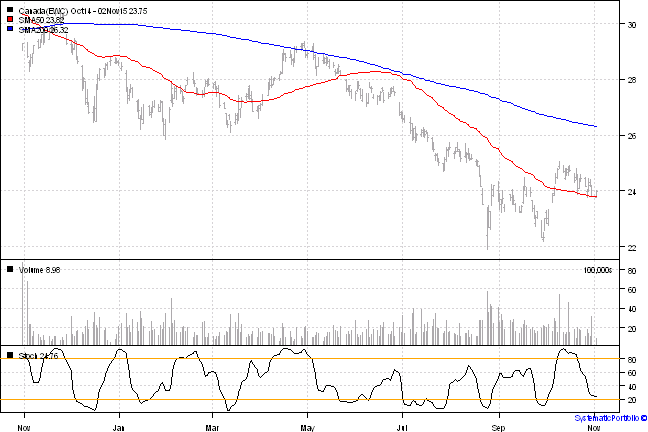 Canada(EWC) Oct14 - 02Nov15 23.75
SMA50 23.82
SMA200 26.32
30
28
26
24
22
Volume 8.98
100,000s
80
60
40
20
Stoch 24.76
80
60
40
20
Nov Jan Mar May Jul Sep Nov
SystematicPortfolio ©